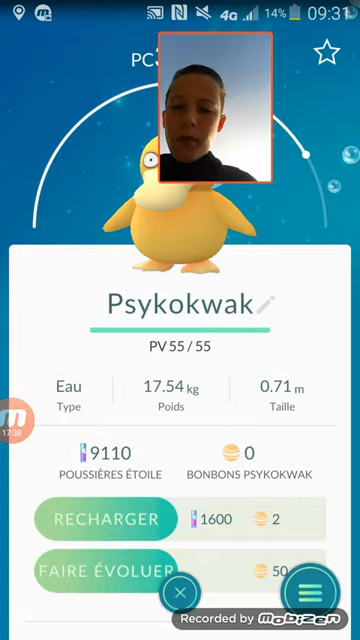 4G 14% 09:31
PC3
Psykokwak
PV 55 / 55
Eau 17.54 kg 0.71 m
Type Poids Taille
17:38
9110 0
POUSSIÈRES ÉTOILE BONBONS PSYKOKWAK
RECHARGER 1600 2
FAIRE ÉVOLUER 50
Recorded by mobizen